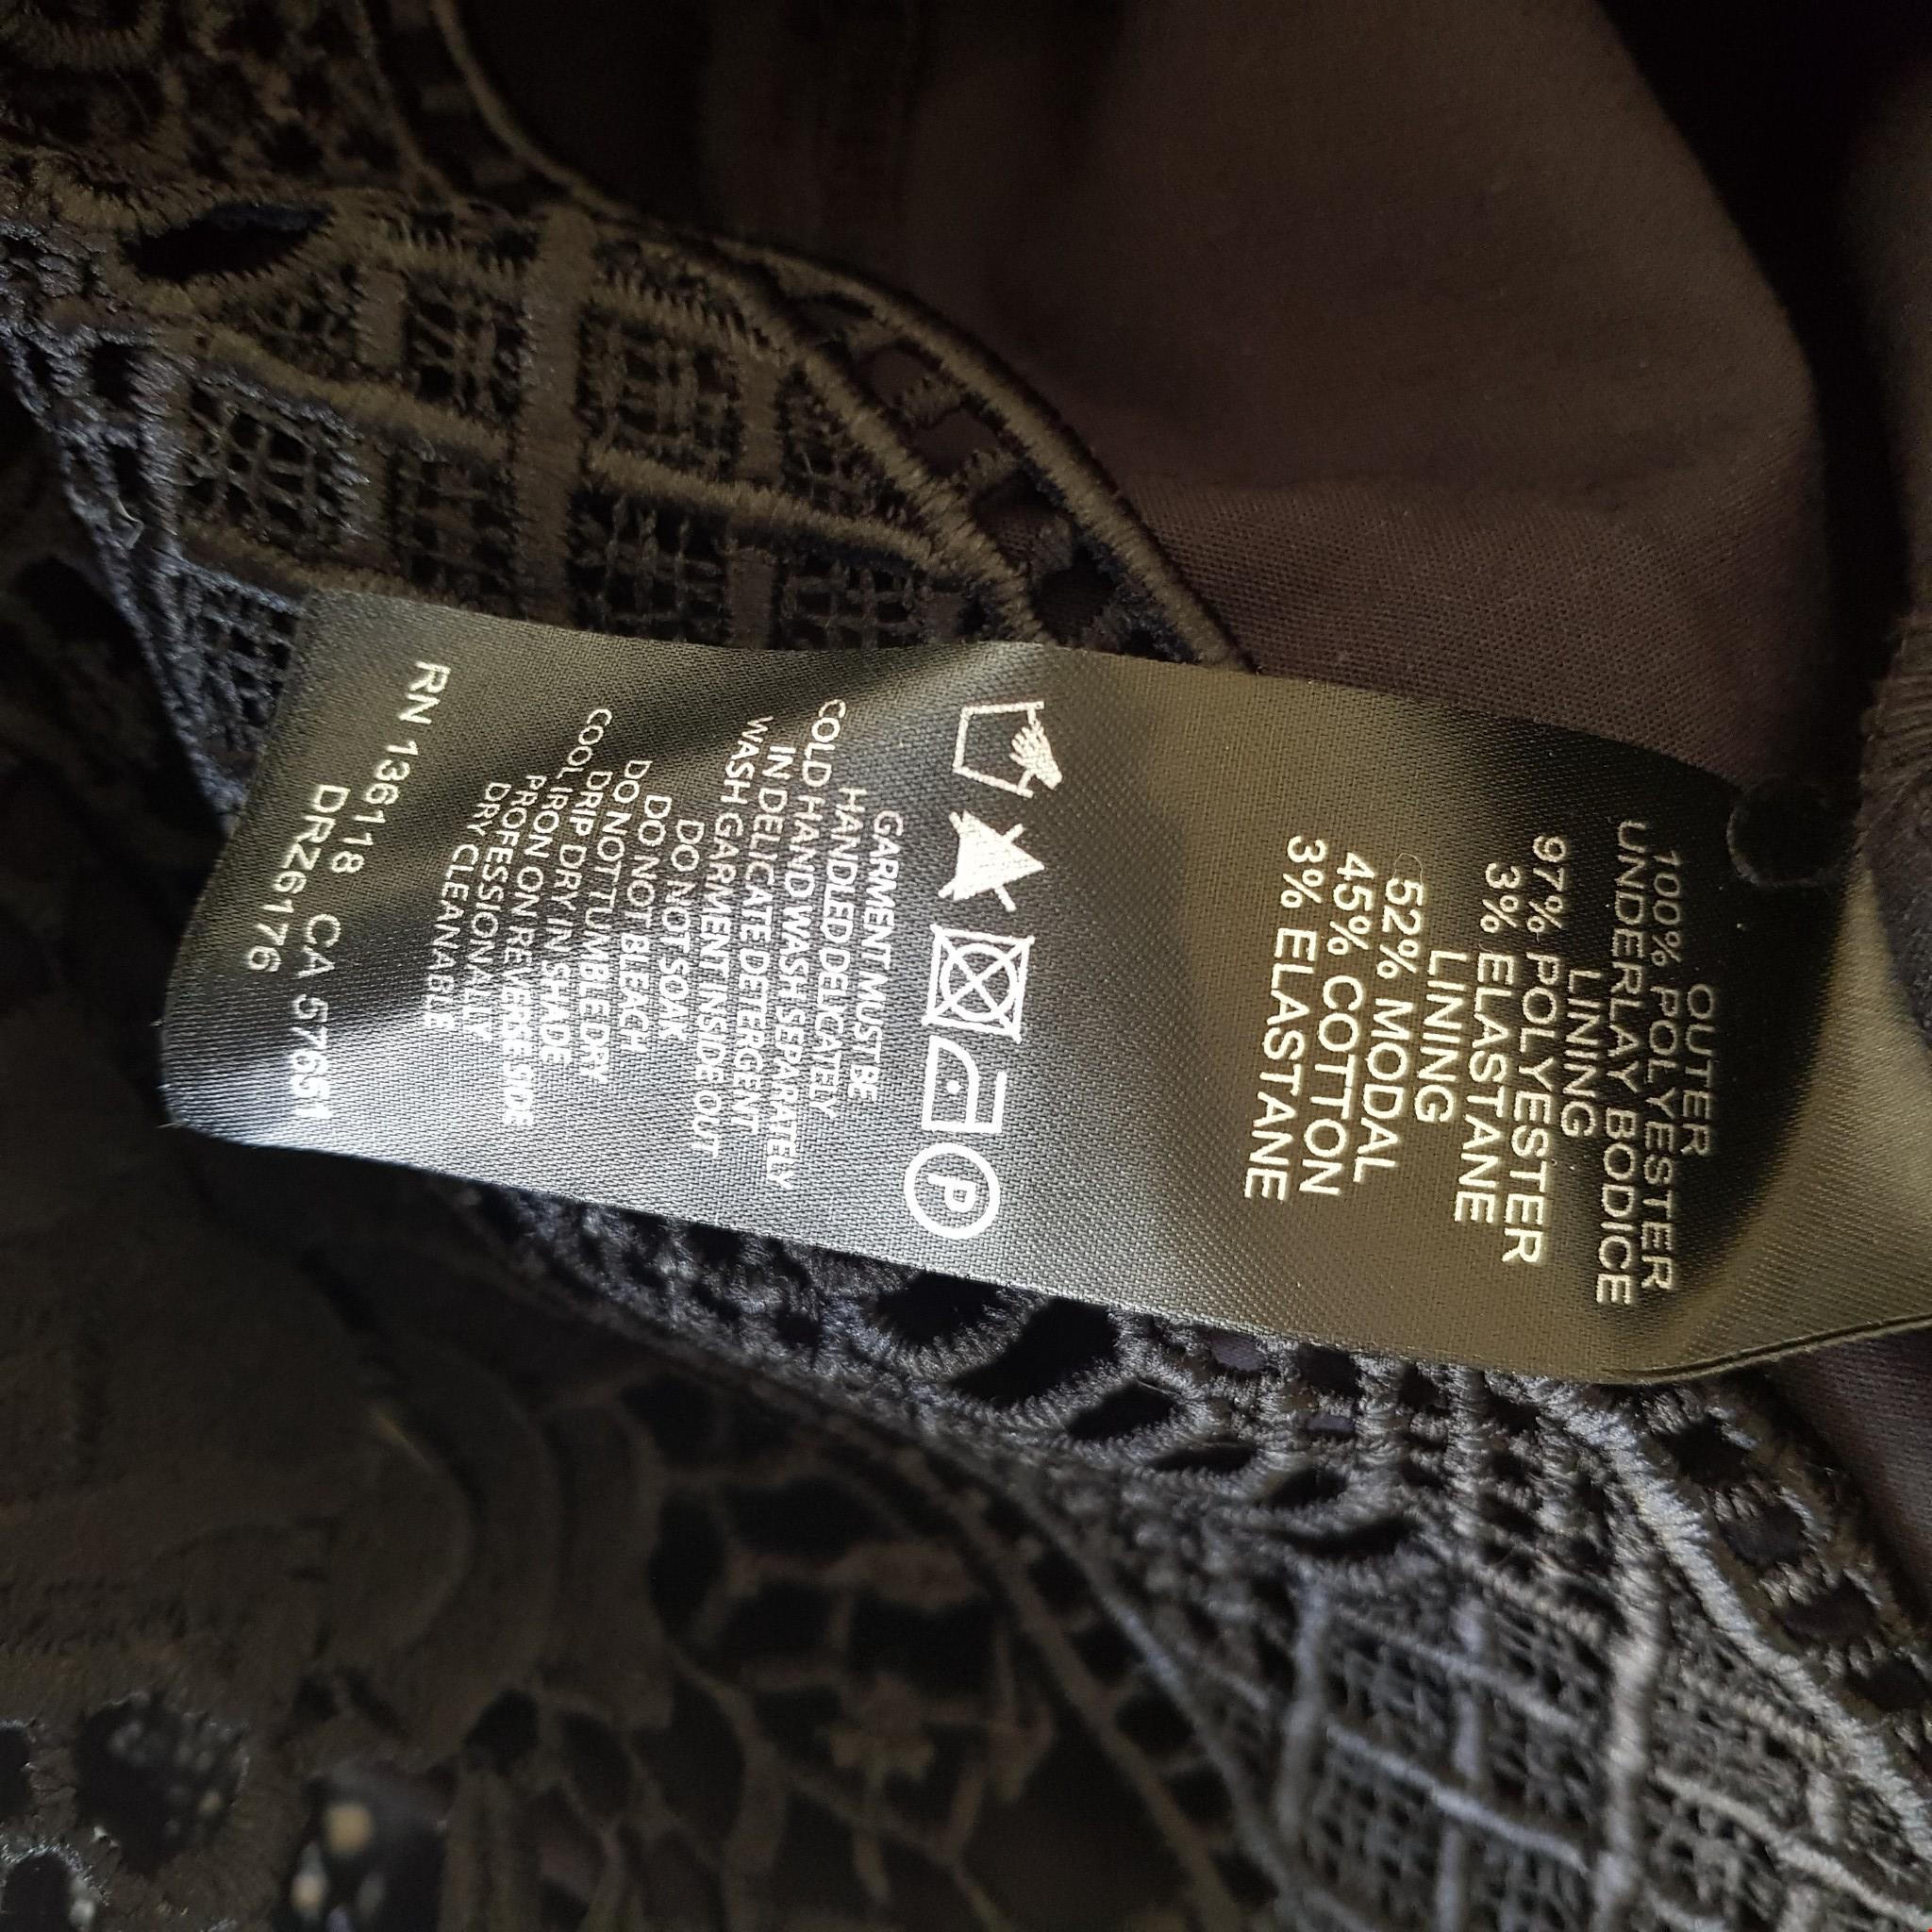 OUTER
100% POLYESTER
UNDERLAY BODICE
LINING
97% POLYESTER
3% ELASTANE
LINING
52% MODAL
45% COTTON
3% ELASTANE
P
GARMENT MUST BE
HANDLED DELICATELY
COLD HAND WASH SEPARATELY
IN DELICATE DETERGENT
WASH GARMENT INSIDE OUT
DO NOT SOAK
DO NOT BLEACH
DO NOT TUMBLE DRY
DRIP DRY IN SHADE
COOL IRON ON REVERSE SIDE
PROFESSIONALLY
DRY CLEANABLE
RN 136118 CA 57651
DRZ6176